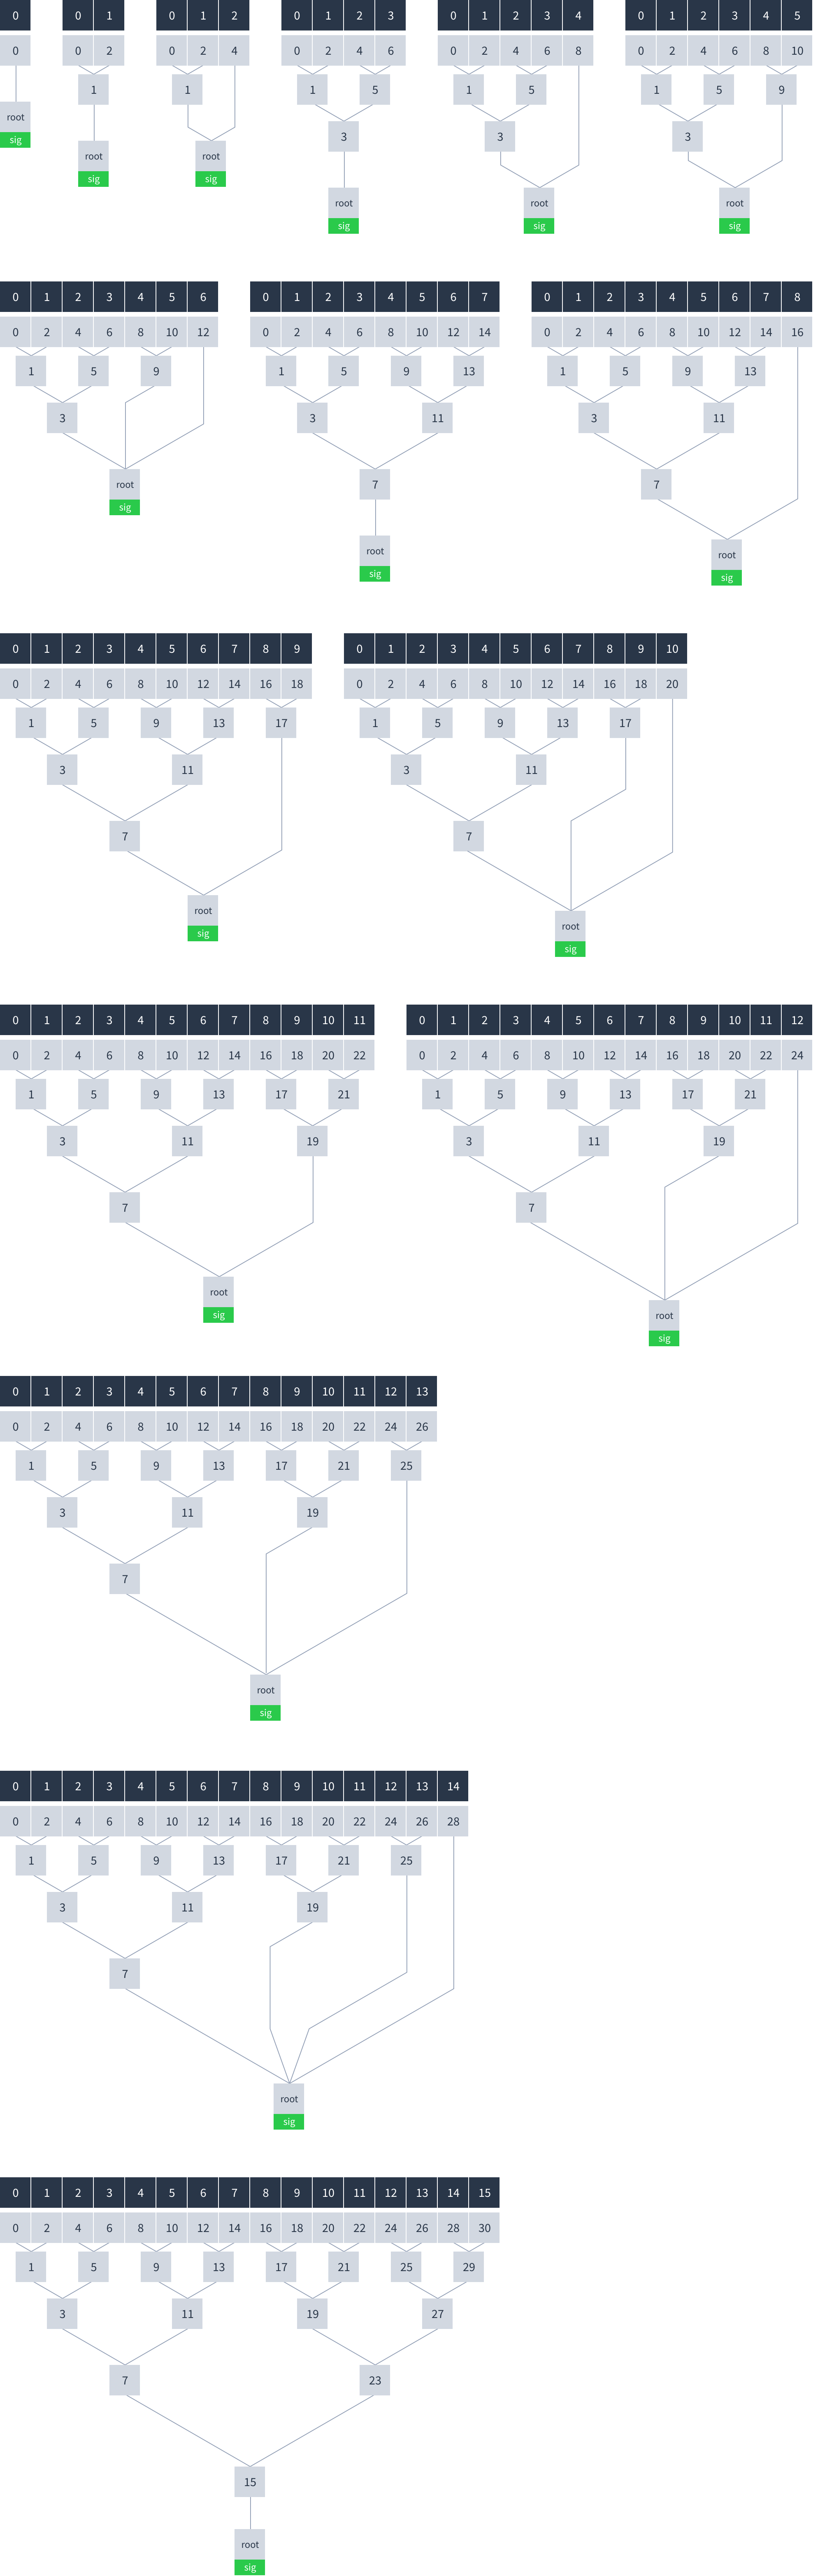 0 0 1 0 1 2 0 1 2 3 0 1 2 3 4 0 1 2 3 4 5
0 0 2 0 2 4 0 2 4 6 0 2 4 6 8 0 2 4 6 8 10
1 1 1 5 1 5 1 5 9
root
sig
3 3 3
root root
sig sig
root root root
sig sig sig
0 1 2 3 4 5 6 0 1 2 3 4 5 6 7 0 1 2 3 4 5 6 7 8
0 2 4 6 8 10 12 0 2 4 6 8 10 12 14 0 2 4 6 8 10 12 14 16
1 5 9 1 5 9 13 1 5 9 13
3 3 11 3 11
root 7 7
sig
root root
sig sig
0 1 2 3 4 5 6 7 8 9 0 1 2 3 4 5 6 7 8 9 10
0 2 4 6 8 10 12 14 16 18 0 2 4 6 8 10 12 14 16 18 20
1 5 9 13 17 1 5 9 13 17
3 11 3 11
7 7
root
sig
root
sig
0 1 2 3 4 5 6 7 8 9 10 11 0 1 2 3 4 5 6 7 8 9 10 11 12
0 2 4 6 8 10 12 14 16 18 20 22 0 2 4 6 8 10 12 14 16 18 20 22 24
1 5 9 13 17 21 1 5 9 13 17 21
3 11 19 3 11 19
7 7
root
sig
root
sig
0 1 2 3 4 5 6 7 8 9 10 11 12 13
0 2 4 6 8 10 12 14 16 18 20 22 24 26
1 5 9 13 17 21 25
3 11 19
7
root
sig
0 1 2 3 4 5 6 7 8 9 10 11 12 13 14
0 2 4 6 8 10 12 14 16 18 20 22 24 26 28
1 5 9 13 17 21 25
3 11 19
7
root
sig
0 1 2 3 4 5 6 7 8 9 10 11 12 13 14 15
0 2 4 6 8 10 12 14 16 18 20 22 24 26 28 30
1 5 9 13 17 21 25 29
3 11 19 27
7 23
15
root
sig